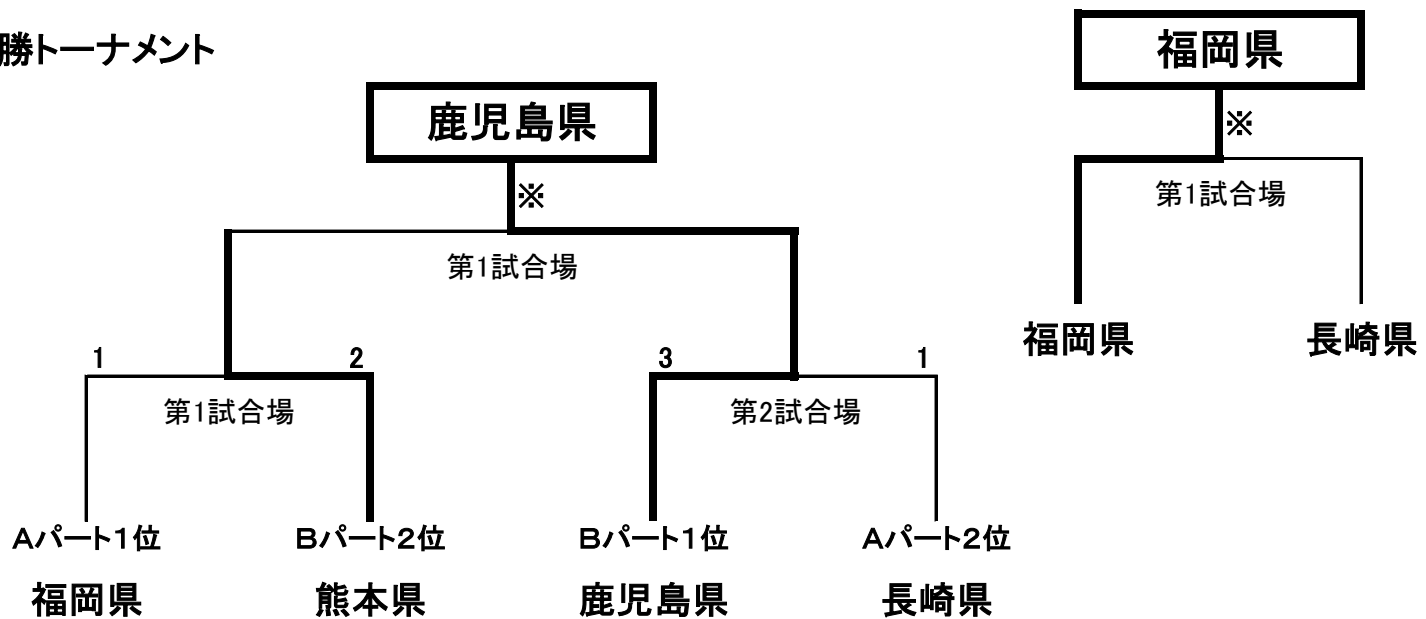 勝トーナメント
福岡県
鹿児島県
※
※
第1試合場
第1試合場
福岡県 長崎県
1 2 3 1
第1試合場 第2試合場
Aパート1位 Bパート2位 Bパート1位 Aパート2位
福岡県 熊本県 鹿児島県 長崎県